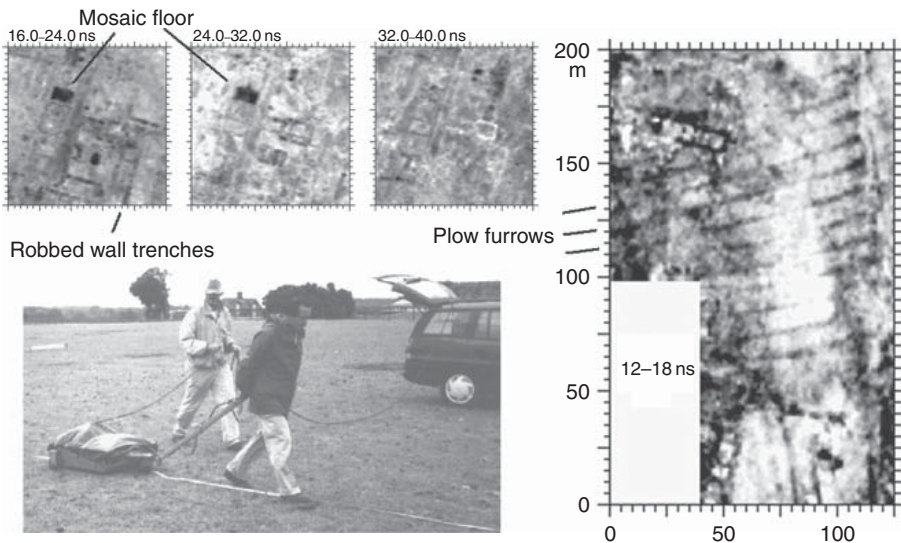 Mosaic floor
16.0–24.0 ns
24.0–32.0 ns
32.0–40.0 ns
Robbed wall trenches
Plow furrows
200
m
150
100
12–18 ns
50
0
0
50
100